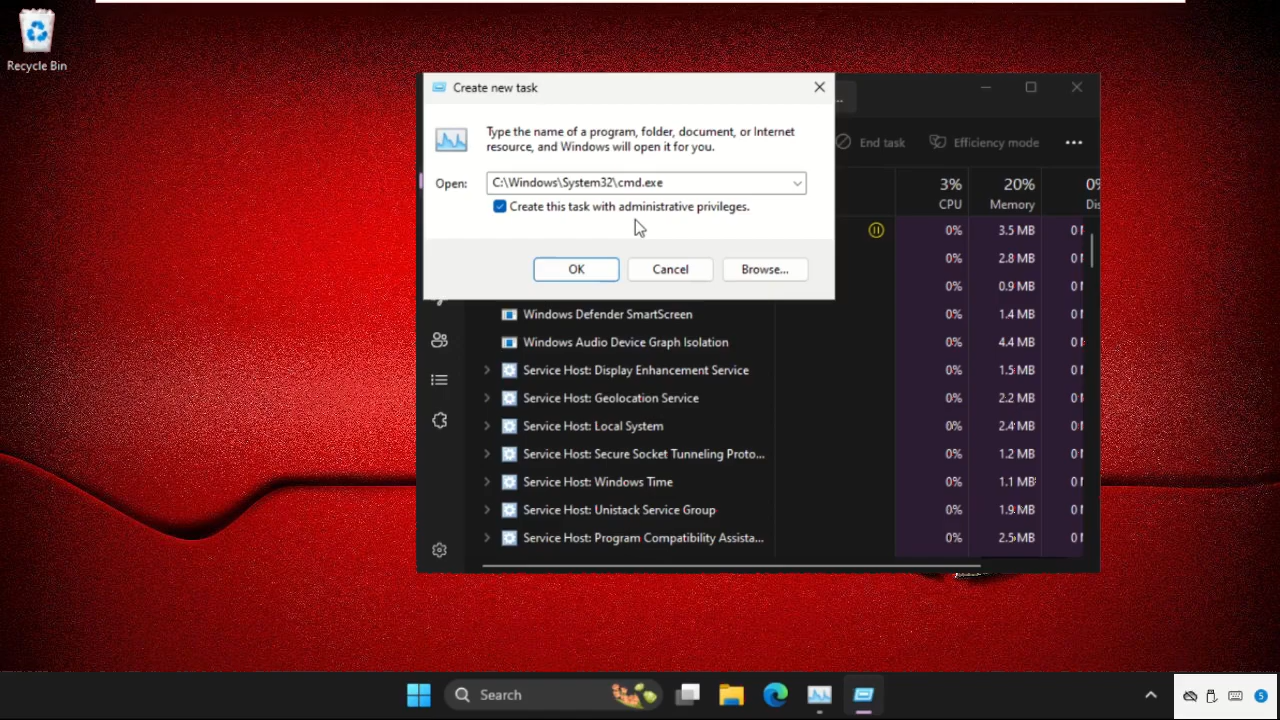 Recycle Bin
Create new task
...
Type the name of a program, folder, document, or Internet
resource, and Windows will open it for you.
End task
Efficiency mode
Open: C:\Windows\System32\cmd.exe
Create this task with administrative privileges.
OK
Cancel
Browse...
3% 20% 0%
CPU Memory
0% 3.5 MB 0
0% 2.8 MB
0% 0.9 MB 0
Windows Defender SmartScreen 0% 1.4 MB 0
Windows Audio Device Graph Isolation 0% 4.4 MB 0
Service Host: Display Enhancement Service 0% 1.5 MB 0
Service Host: Geolocation Service 0% 2.2 MB 0
Service Host: Local System 0% 2.4 MB 0
Service Host: Secure Socket Tunneling Proto... 0% 1.2 MB 0
Service Host: Windows Time 0% 1.1 MB 0
Service Host: Unistack Service Group 0% 1.9 MB 0
Service Host: Program Compatibility Assista... 0% 2.5 MB 0
Search
5